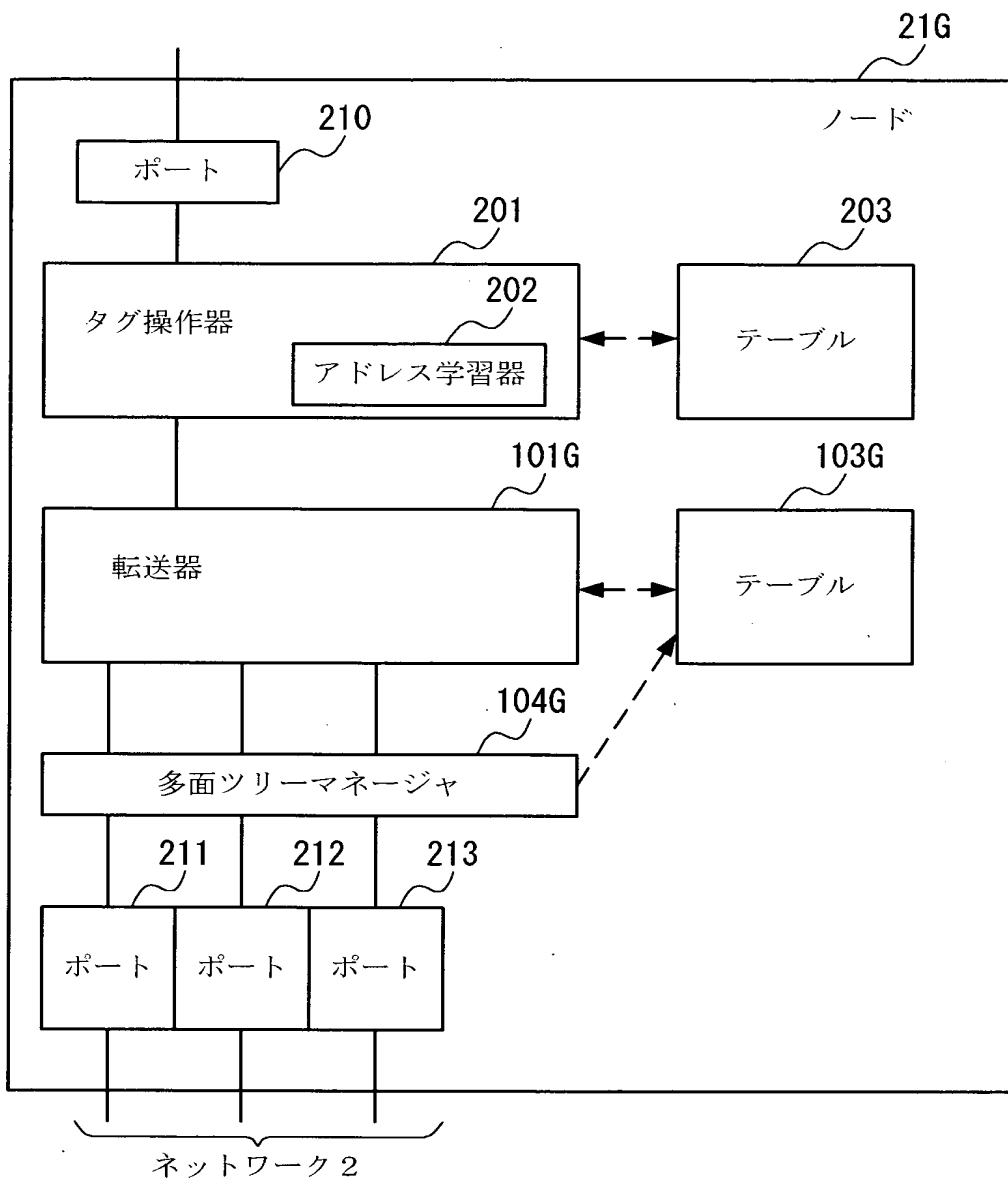 21G
ノード
210
ポート
201
203
タグ操作器
202
アドレス学習器
テーブル
101G
103G
転送器
テーブル
104G
多面ツリーマネージャ
211
212
213
ポート
ポート
ポート
ネットワーク2